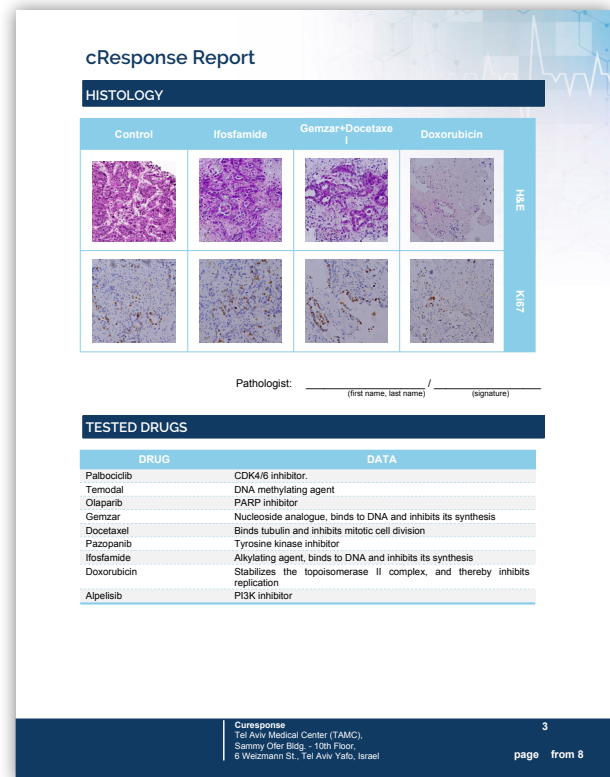 cResponse Report
HISTOLOGY
Control Ifosfamide Gemzar+Docetaxe
l Doxorubicin
H&E
Ki67
Pathologist: ____________________ / ____________________
(first name, last name) (signature)
TESTED DRUGS
DRUG DATA
Palbociclib CDK4/6 inhibitor.
Temodal DNA methylating agent
Olaparib PARP inhibitor
Gemzar Nucleoside analogue, binds to DNA and inhibits its synthesis
Docetaxel Binds tubulin and inhibits mitotic cell division
Pazopanib Tyrosine kinase inhibitor
Ifosfamide Alkylating agent, binds to DNA and inhibits its synthesis
Doxorubicin Stabilizes the topoisomerase II complex, and thereby inhibits
replication
Alpelisib PI3K inhibitor
Curesponse
Tel Aviv Medical Center (TAMC),
Sammy Ofer Bldg. - 10th Floor,
6 Weizmann St., Tel Aviv Yafo, Israel
3
page from 8